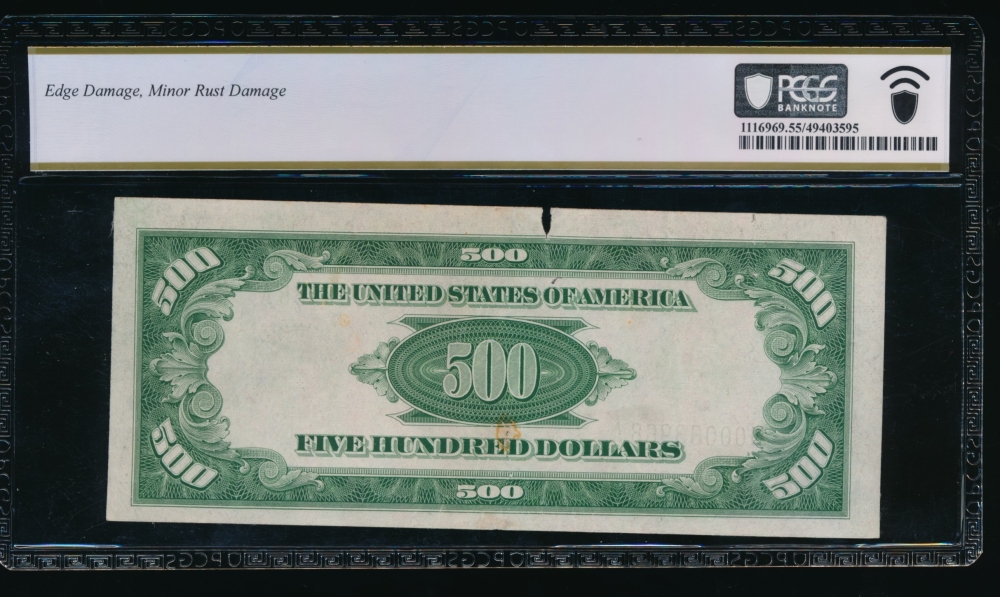 Edge Damage, Minor Rust Damage
PCGS
BANKNOTE
1116969.55/49403595
500
500 500
THE UNITED STATES OF AMERICA
500
FIVE HUNDRED DOLLARS
500 500
500